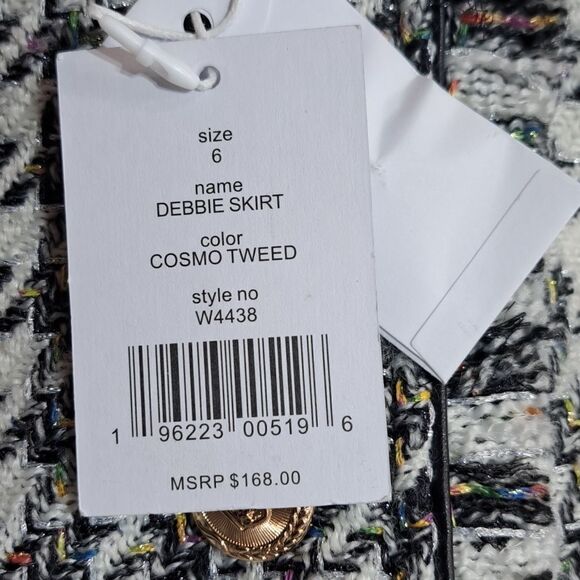 size
6
name
DEBBIE SKIRT
color
COSMO TWEED
style no
W4438
1 96223 00519 6
MSRP $168.00